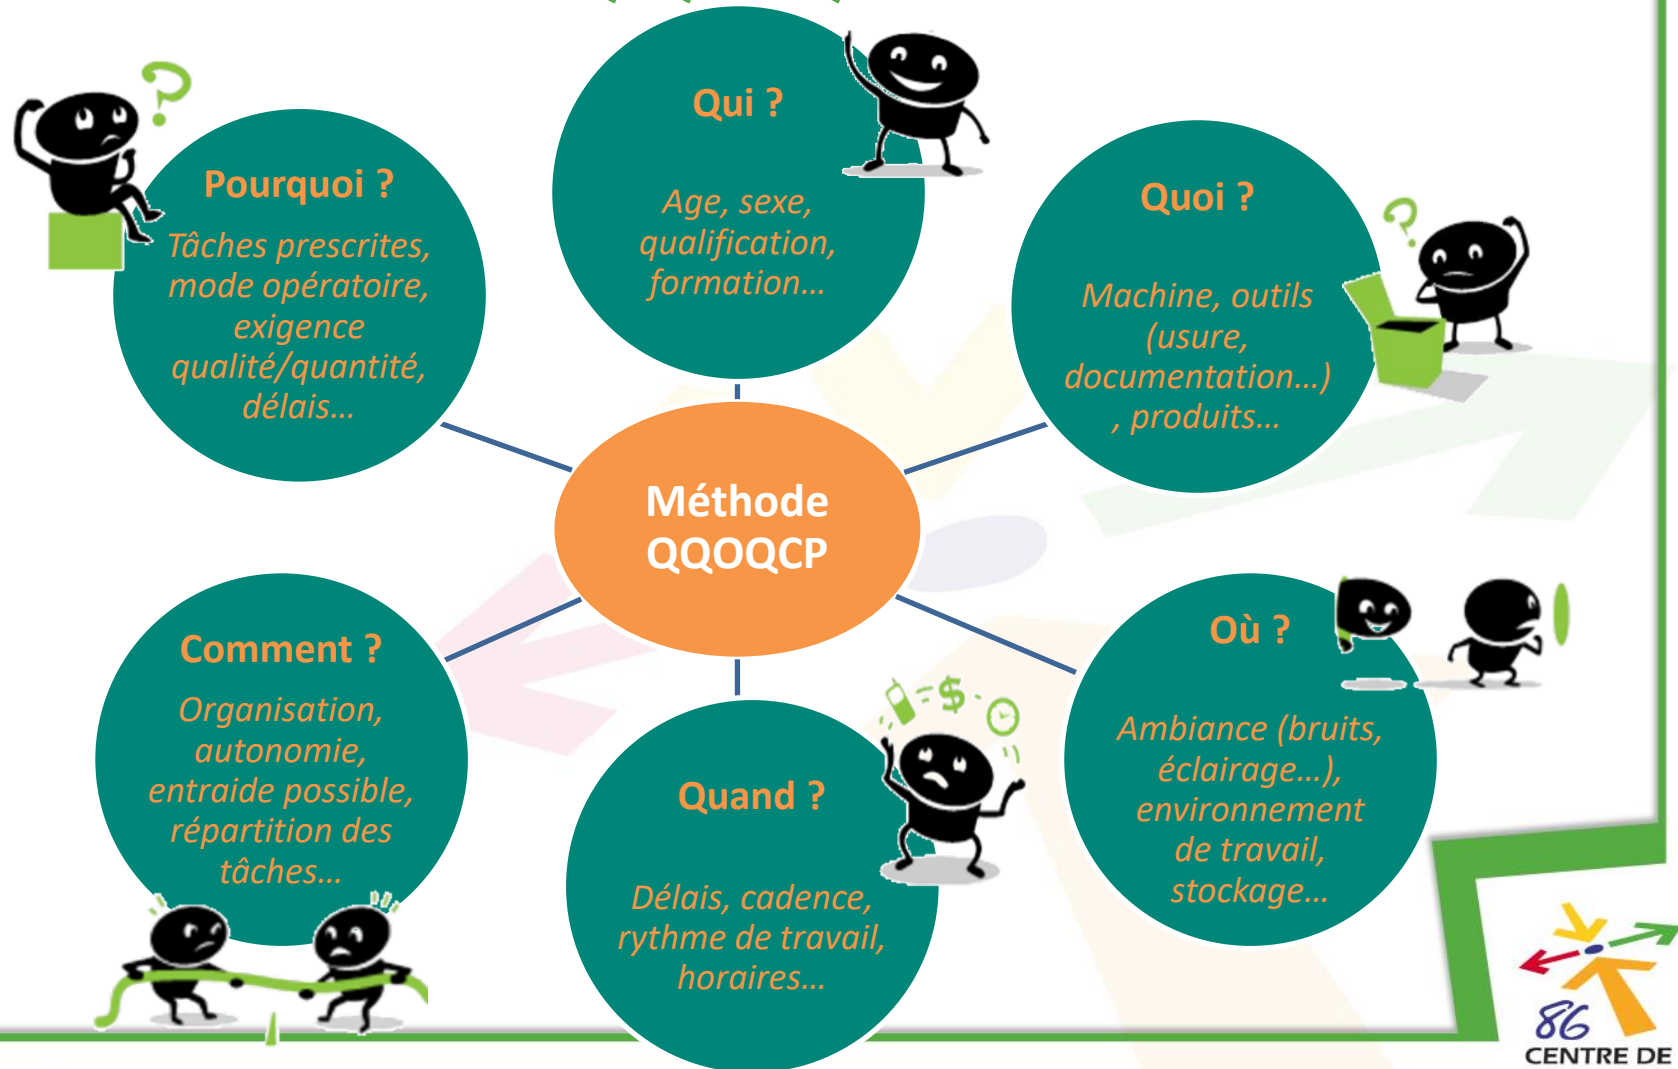 Qui ?
Age, sexe,
qualification,
formation...
Quoi ?
Machine, outils
(usure,
documentation...)
, produits...
Où ?
Ambiance (bruits,
éclairage...),
environnement
de travail,
stockage...
Quand ?
Délais, cadence,
rythme de travail,
horaires...
Comment ?
Organisation,
autonomie,
entraide possible,
répartition des
tâches...
Pourquoi ?
Tâches prescrites,
mode opératoire,
exigence
qualité/quantité,
délais...
Méthode
QQOQCP
86
CENTRE DE